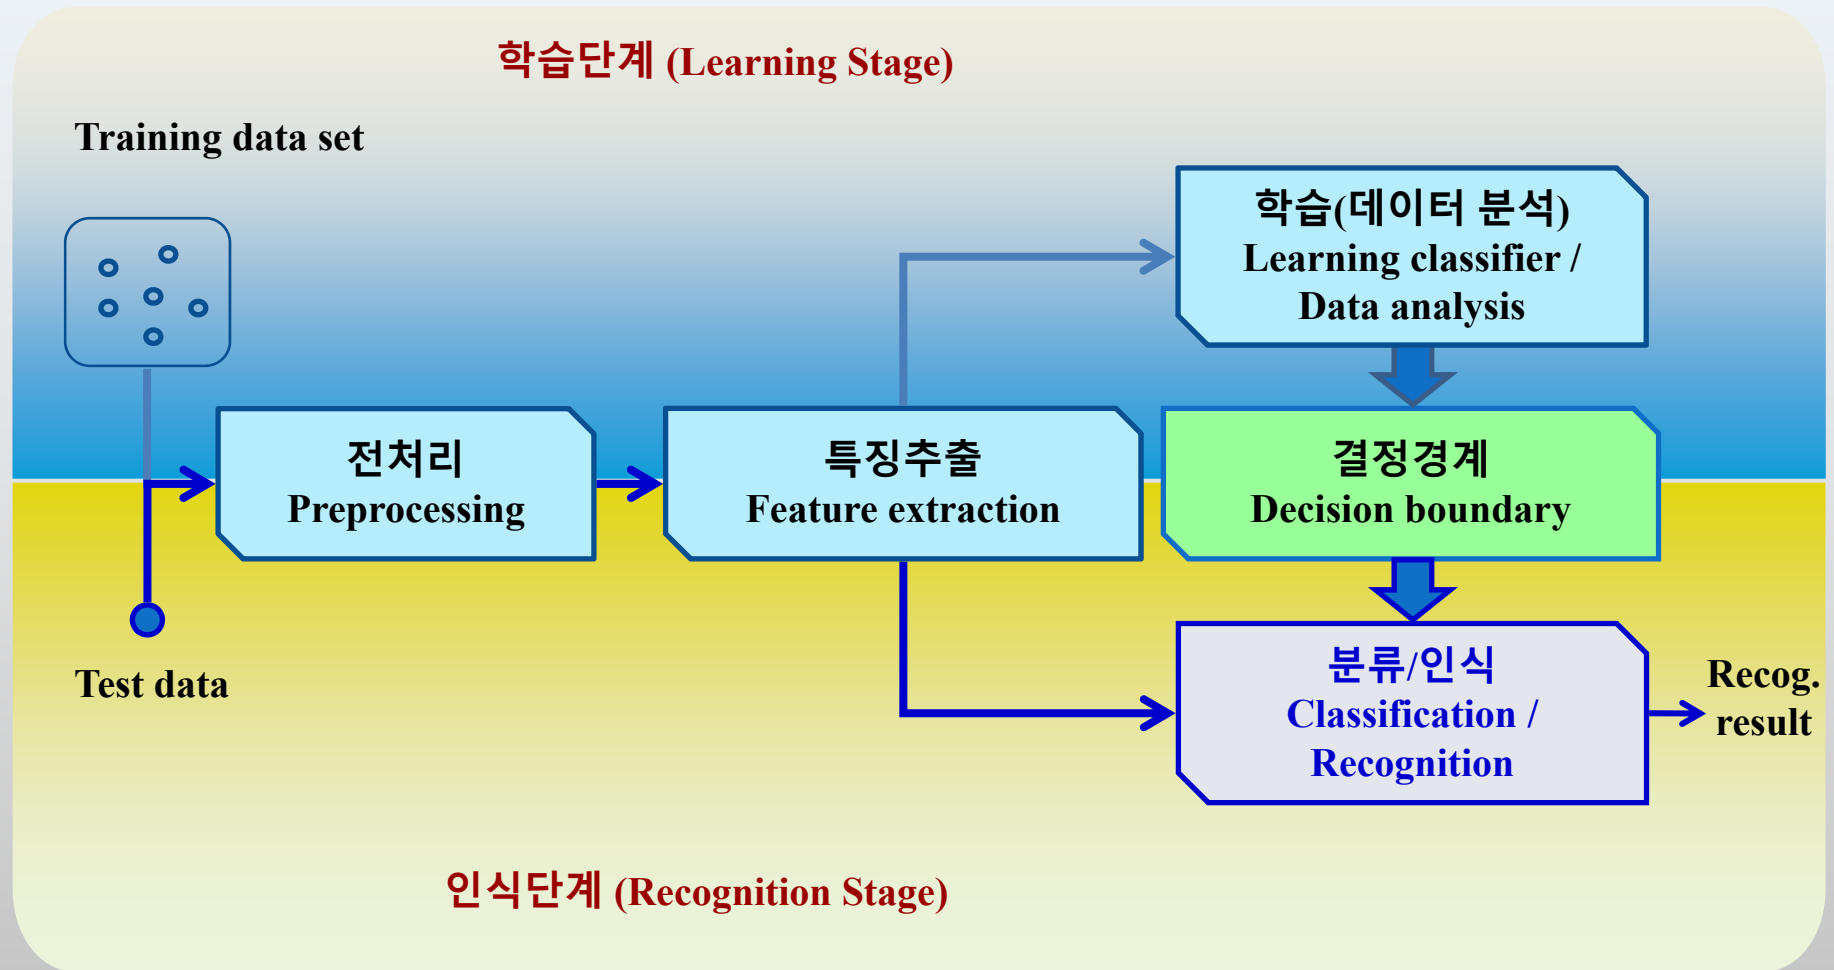 학습단계 (Learning Stage)
Training data set
학습(데이터 분석)
Learning classifier /
Data analysis
전처리
Preprocessing
특징추출
Feature extraction
결정경계
Decision boundary
Test data
분류/인식
Classification /
Recognition
Recog.
result
인식단계 (Recognition Stage)